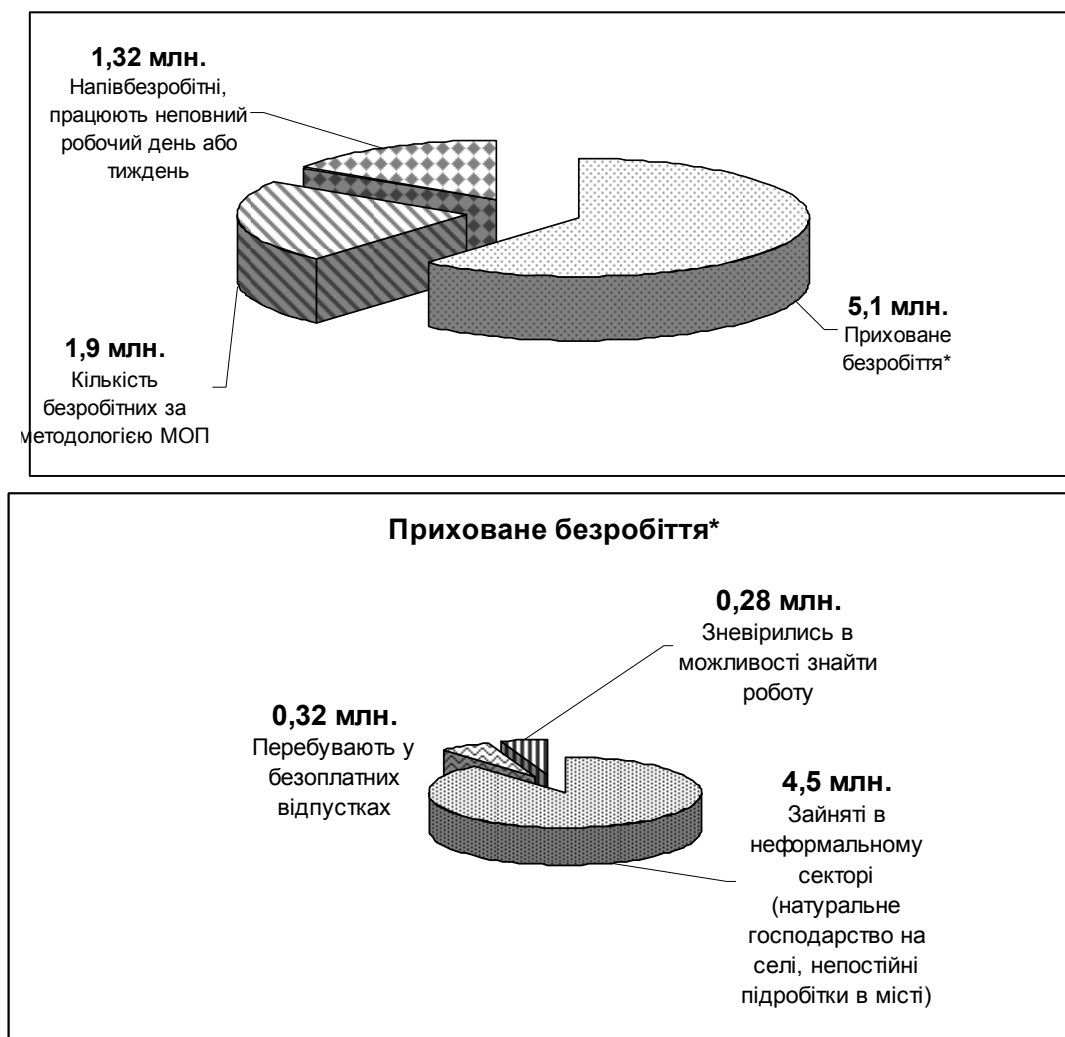 1,32 млн.
Напівбезробітні,
працюють неповний
робочий день або
тиждень
5,1 млн.
Приховане
безробіття*
1,9 млн.
Кількість
безробітних за
методологією МОП
Приховане безробіття*
0,28 млн.
Зневірились в
можливості знайти
роботу
0,32 млн.
Перебувають у
безоплатних
відпустках
4,5 млн.
Зайняті в
неформальному
секторі
(натуральне
господарство на
селі, непостійні
підробітки в місті)